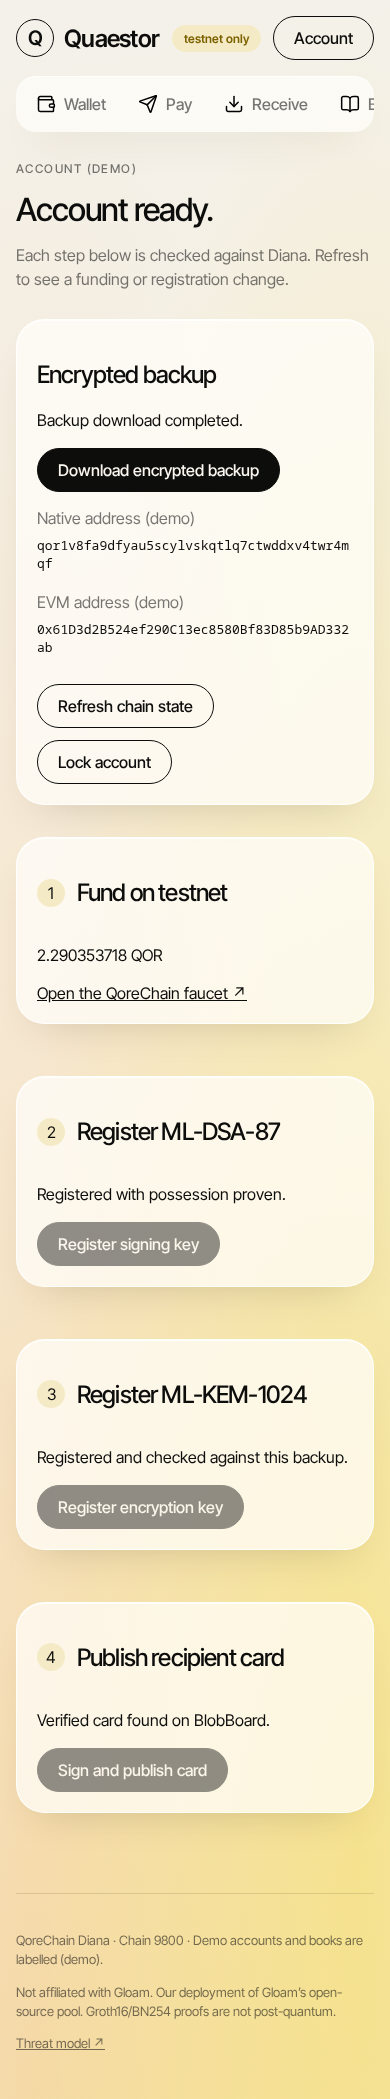 Q Quaestor testnet only Account
Wallet Pay Receive
ACCOUNT (DEMO)
Account ready.
Each step below is checked against Diana. Refresh
to see a funding or registration change.
Encrypted backup
Backup download completed.
Download encrypted backup
Native address (demo)
qor1v8fa9dfyau5scylvskqtlq7ctwddxv4twr4m
qf
EVM address (demo)
0x61D3d2B524ef290C13ec8580Bf83D85b9AD332
ab
Refresh chain state
Lock account
1 Fund on testnet
2.290353718 QOR
Open the QoreChain faucet ↗
2 Register ML-DSA-87
Registered with possession proven.
Register signing key
3 Register ML-KEM-1024
Registered and checked against this backup.
Register encryption key
4 Publish recipient card
Verified card found on BlobBoard.
Sign and publish card
QoreChain Diana · Chain 9800 · Demo accounts and books are
labelled (demo).
Not affiliated with Gloam. Our deployment of Gloam's open-
source pool. Groth16/BN254 proofs are not post-quantum.
Threat model ↗